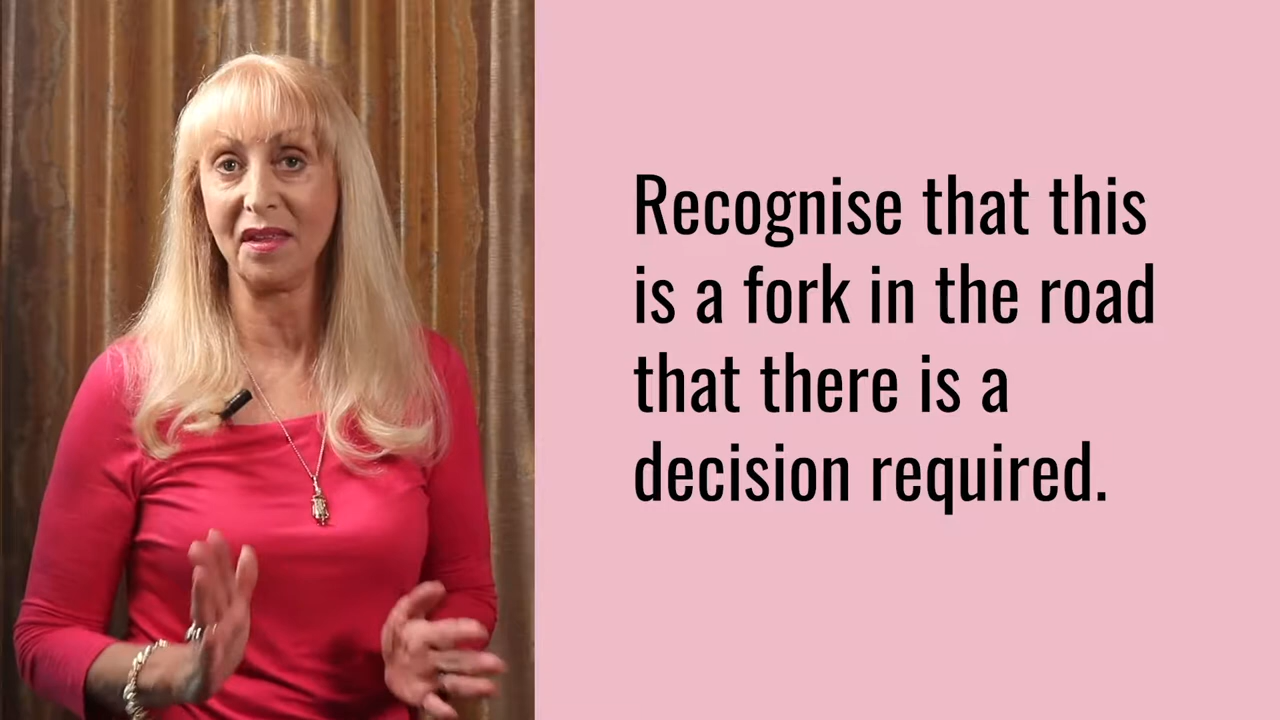 Recognise that this
is a fork in the road
that there is a
decision required.